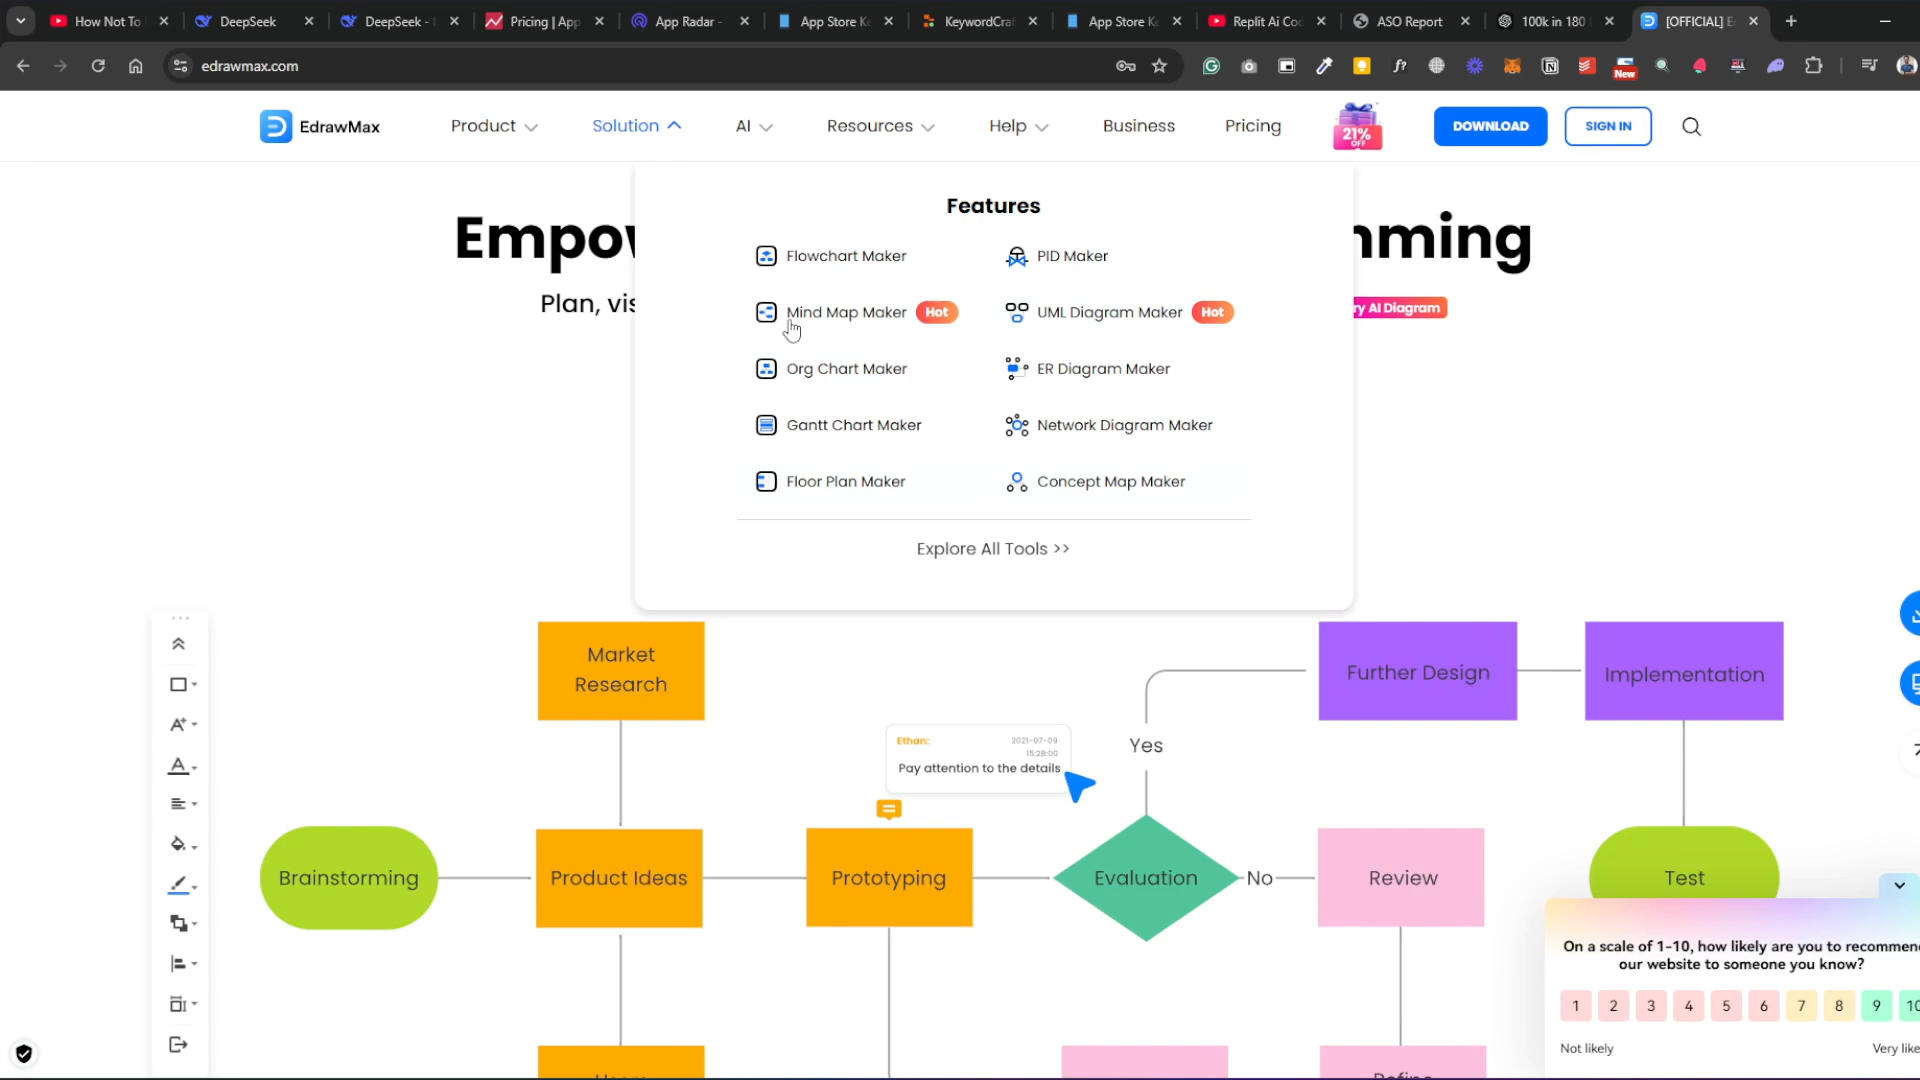 How Not To
DeepSeek
DeepSeek -
Pricing | App
App Radar -
App Store Ke
KeywordCraf
App Store Ke
Replit Ai Co
ASO Report
100k in 180
[OFFICIAL] E
edrawmax.com
New
EdrawMax
Product
Solution
AI
Resources
Help
Business
Pricing
21%
OFF
DOWNLOAD
SIGN IN
Features
Empo
mming
Flowchart Maker
PID Maker
Plan, vis
Mind Map Maker Hot
UML Diagram Maker Hot
ry AI Diagram
Org Chart Maker
ER Diagram Maker
Gantt Chart Maker
Network Diagram Maker
Floor Plan Maker
Concept Map Maker
Explore All Tools >>
Market
Research
Further Design
Implementation
Yes
Ethan:
2021-07-09
15:28:00
Pay attention to the details
Brainstorming
Product Ideas
Prototyping
Evaluation
No
Review
Test
On a scale of 1-10, how likely are you to recommen
our website to someone you know?
1 2 3 4 5 6 7 8 9 10
Not likely
Very like